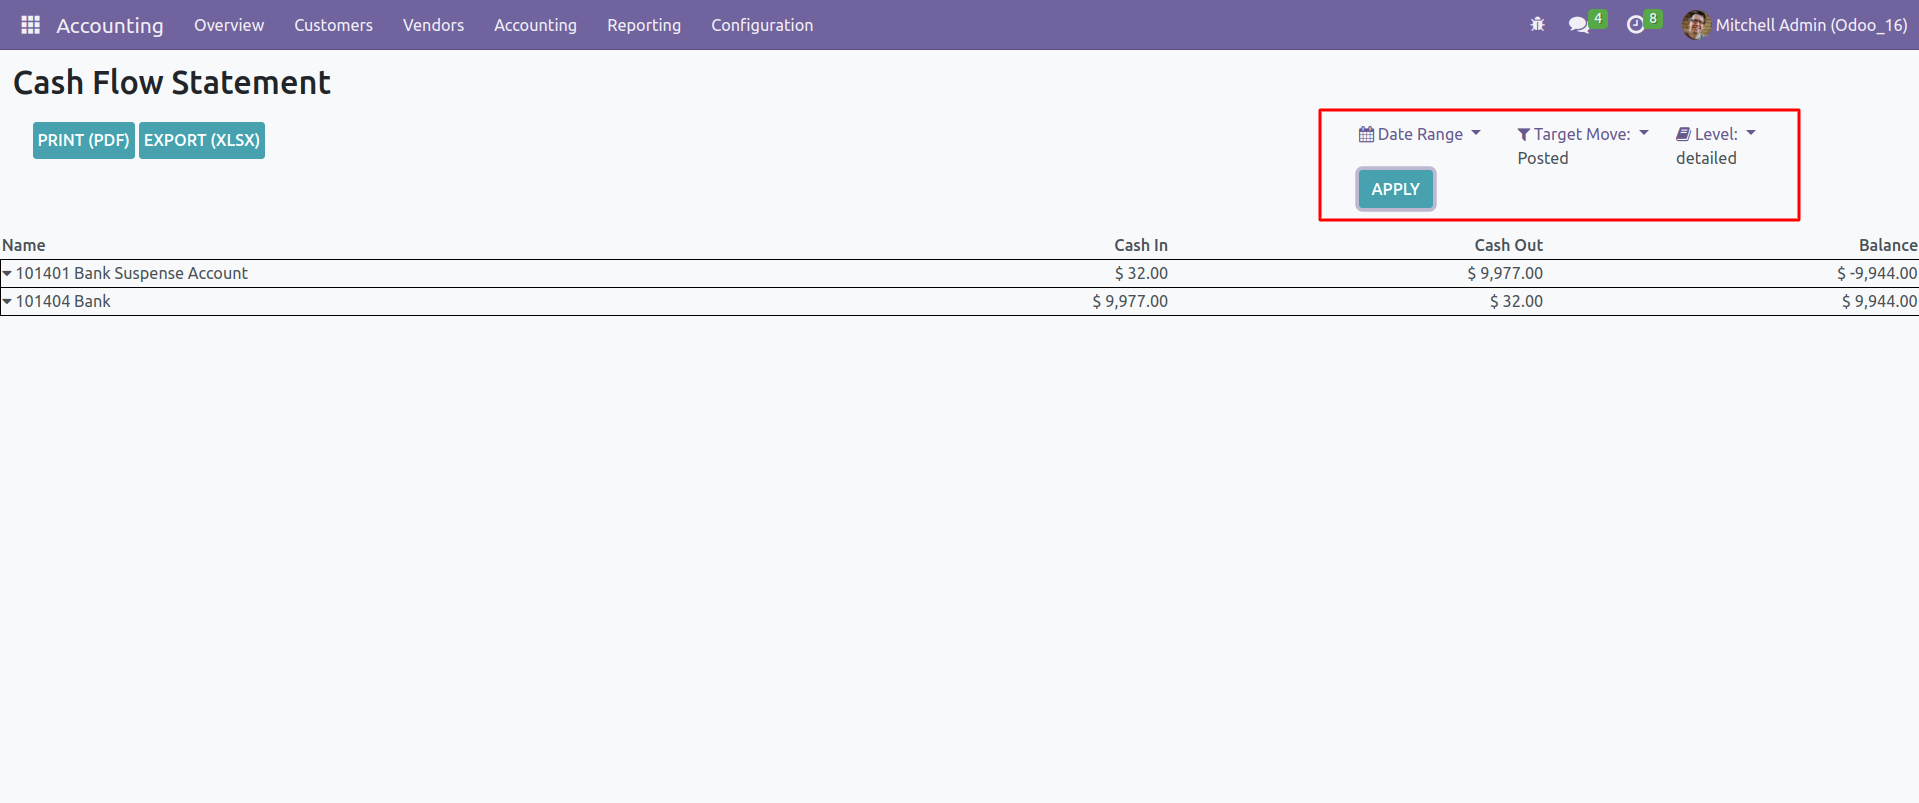 Accounting Overview Customers Vendors Accounting Reporting Configuration 4 8 Mitchell Admin (Odoo_16)
Cash Flow Statement
PRINT (PDF) EXPORT (XLSX)
Date Range Target Move: Level:
Posted detailed
APPLY
Name Cash In Cash Out Balance
101401 Bank Suspense Account $ 32.00 $ 9,977.00 $ -9,944.00
101404 Bank $ 9,977.00 $ 32.00 $ 9,944.00